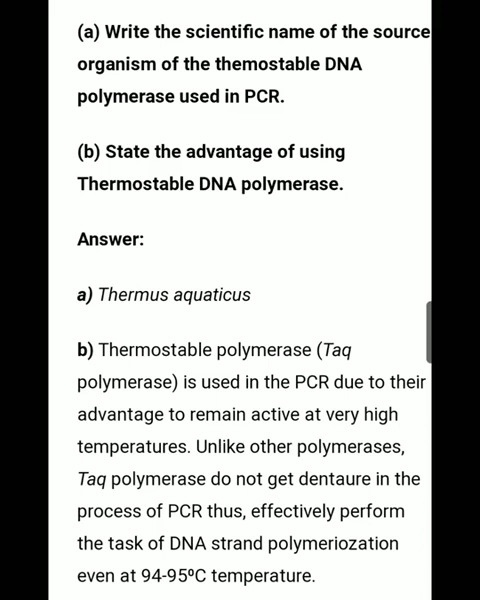 (a) Write the scientific name of the source
organism of the themostable DNA
polymerase used in PCR.
(b) State the advantage of using
Thermostable DNA polymerase.
Answer:
a) Thermus aquaticus
b) Thermostable polymerase (Taq
polymerase) is used in the PCR due to their
advantage to remain active at very high
temperatures. Unlike other polymerases,
Taq polymerase do not get dentaure in the
process of PCR thus, effectively perform
the task of DNA strand polymeriozation
even at 94-95ºC temperature.